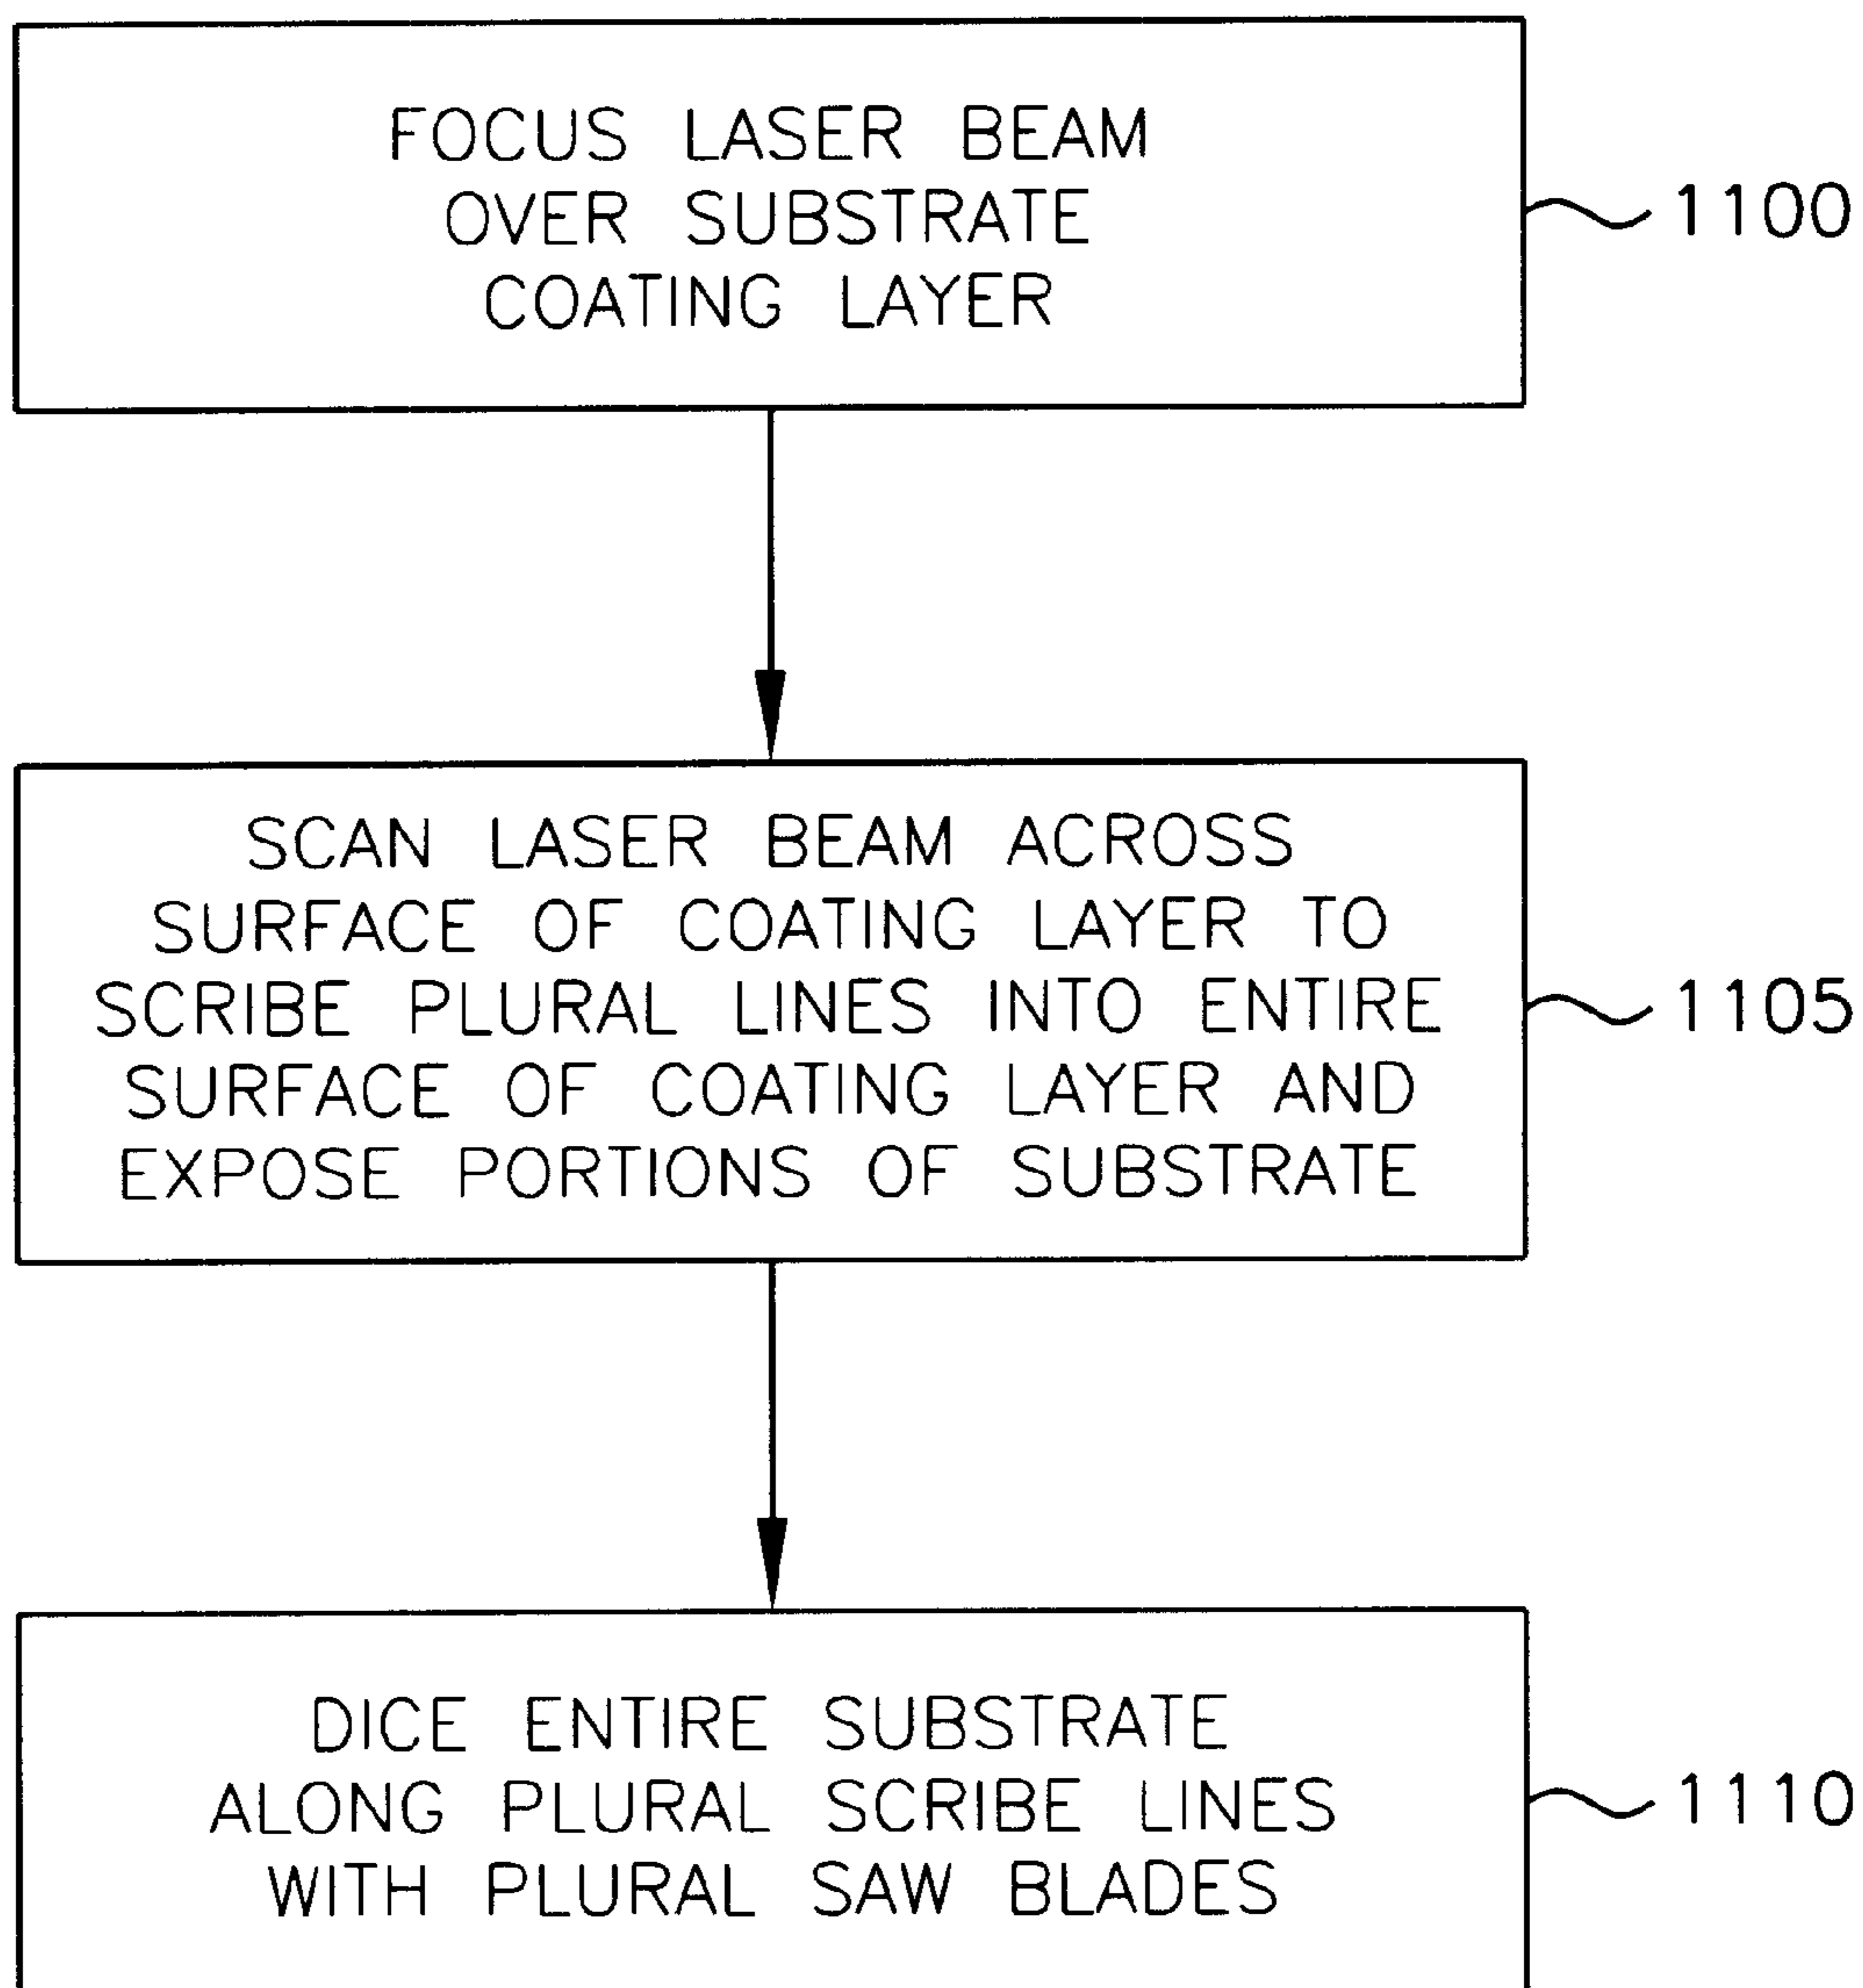 FOCUS LASER BEAM
OVER SUBSTRATE
COATING LAYER
1100
SCAN LASER BEAM ACROSS
SURFACE OF COATING LAYER TO
SCRIBE PLURAL LINES INTO ENTIRE
SURFACE OF COATING LAYER AND
EXPOSE PORTIONS OF SUBSTRATE
1105
DICE ENTIRE SUBSTRATE
ALONG PLURAL SCRIBE LINES
WITH PLURAL SAW BLADES
1110